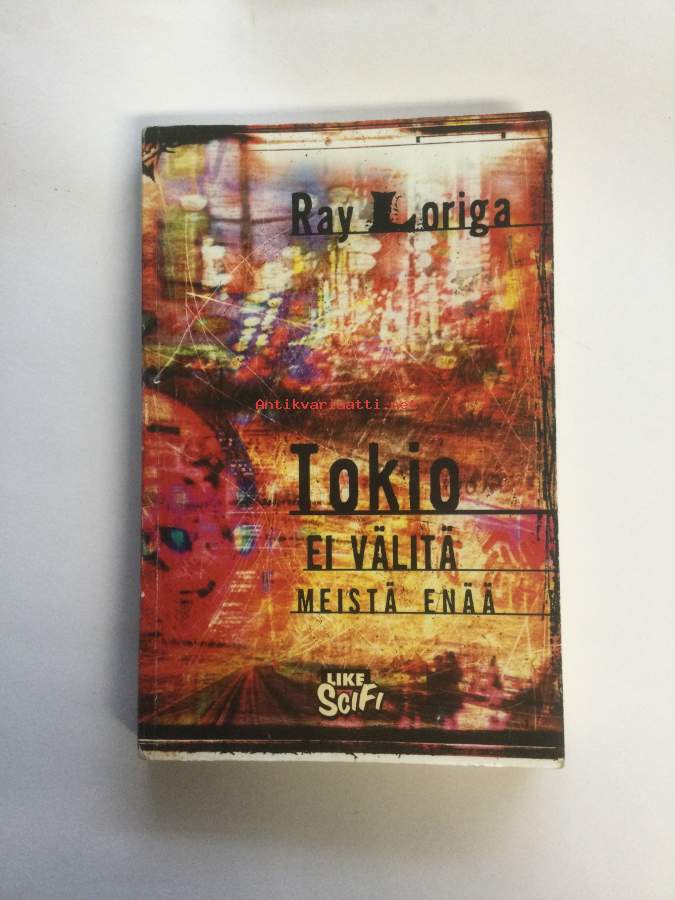 Ray Loriga
Antikvariaatti.net
Tokio
EI VÄLITÄ
MEISTÄ ENÄÄ
LIKE
SCIFI